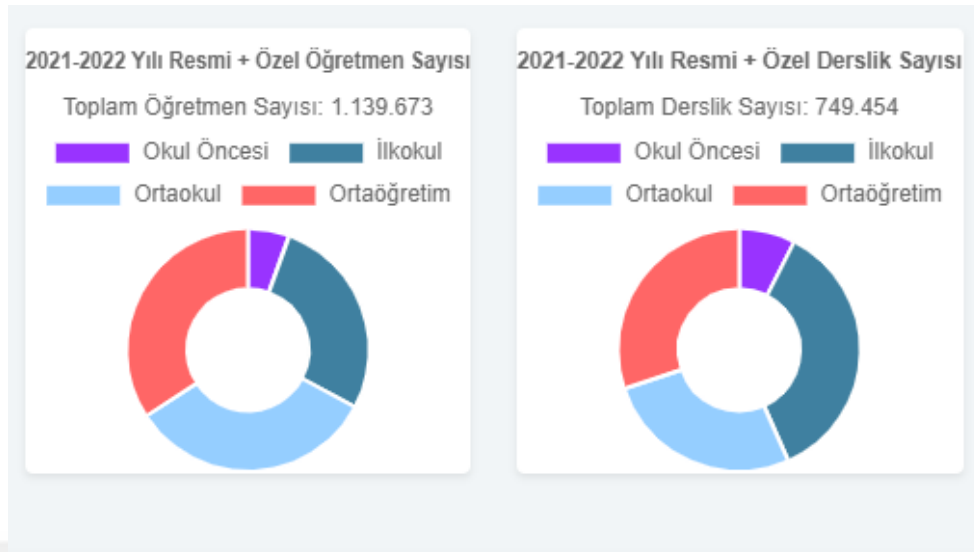 2021-2022 Yılı Resmi + Özel Öğretmen Sayısı
Toplam Öğretmen Sayısı: 1.139.673
Okul Öncesi İlkokul
Ortaokul Ortaöğretim
2021-2022 Yılı Resmi + Özel Derslik Sayısı
Toplam Derslik Sayısı: 749.454
Okul Öncesi İlkokul
Ortaokul Ortaöğretim